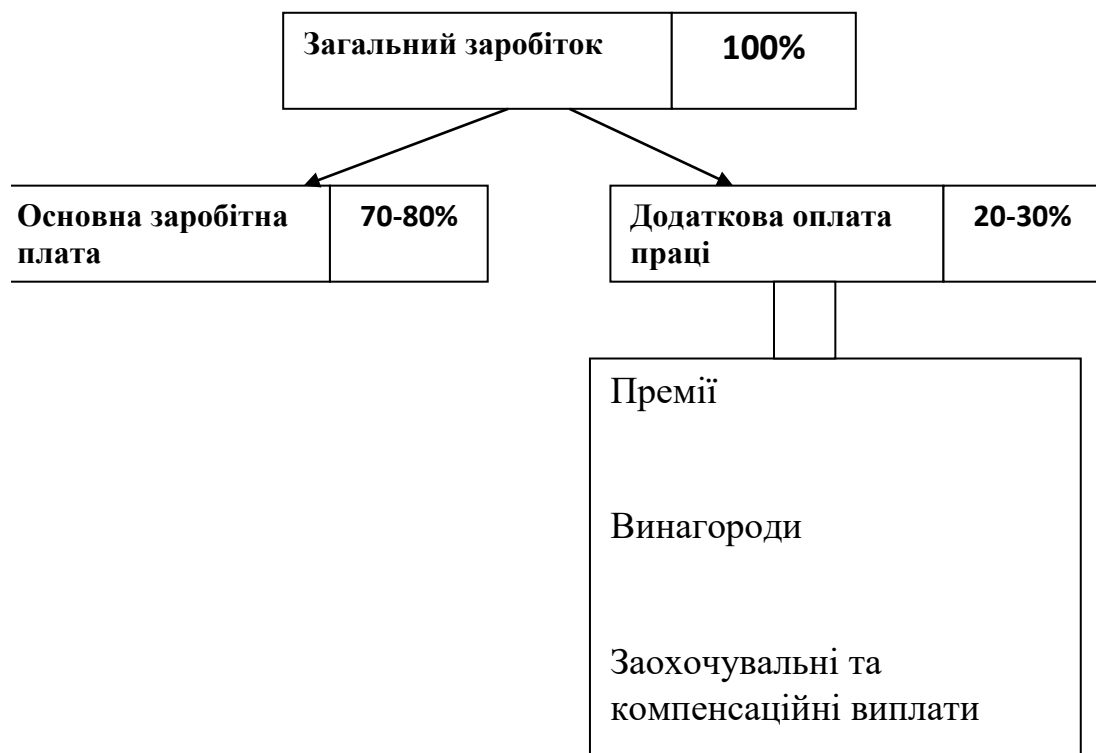 Загальний заробіток 100%
Основна заробітна 70-80%
плата
Додаткова оплата 20-30%
праці
Премії
Винагороди
Заохочувальні та
компенсаційні виплати